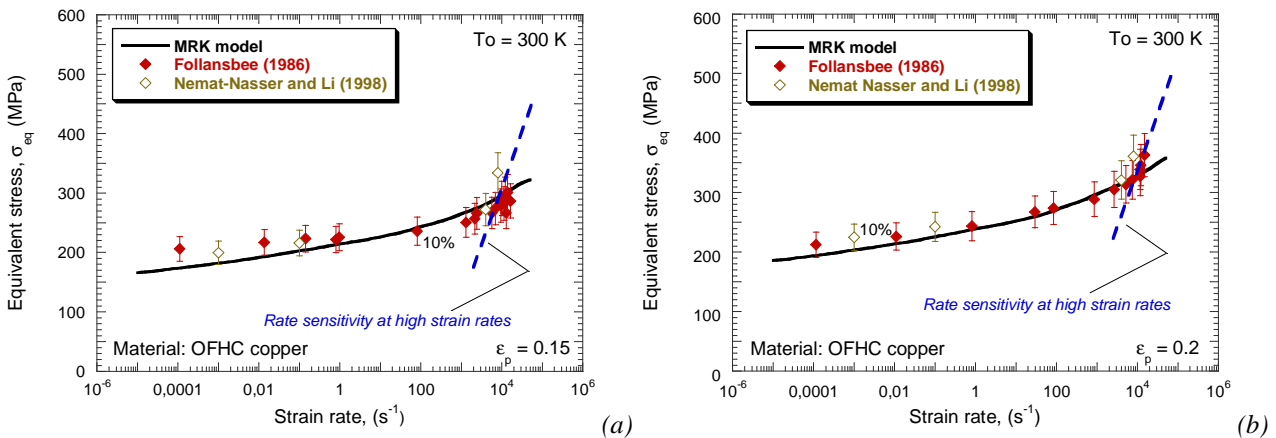 600
500
400
300
200
100
0
Equivalent stress, σeq (MPa)
MRK model
Follansbee (1986)
Nemat-Nasser and Li (1998)
To = 300 K
10%
Rate sensitivity at high strain rates
Material: OFHC copper
εp = 0.15
10^-6 0,0001 0,01 1 100 10^4 10^6
Strain rate, (s^-1)
(a)
600
500
400
300
200
100
0
Equivalent stress, σeq (MPa)
MRK model
Follansbee (1986)
Nemat Nasser and Li (1998)
To = 300 K
10%
Rate sensitivity at high strain rates
Material: OFHC copper
εp = 0.2
10^-6 0,0001 0,01 1 100 10^4 10^6
Strain rate, (s^-1)
(b)